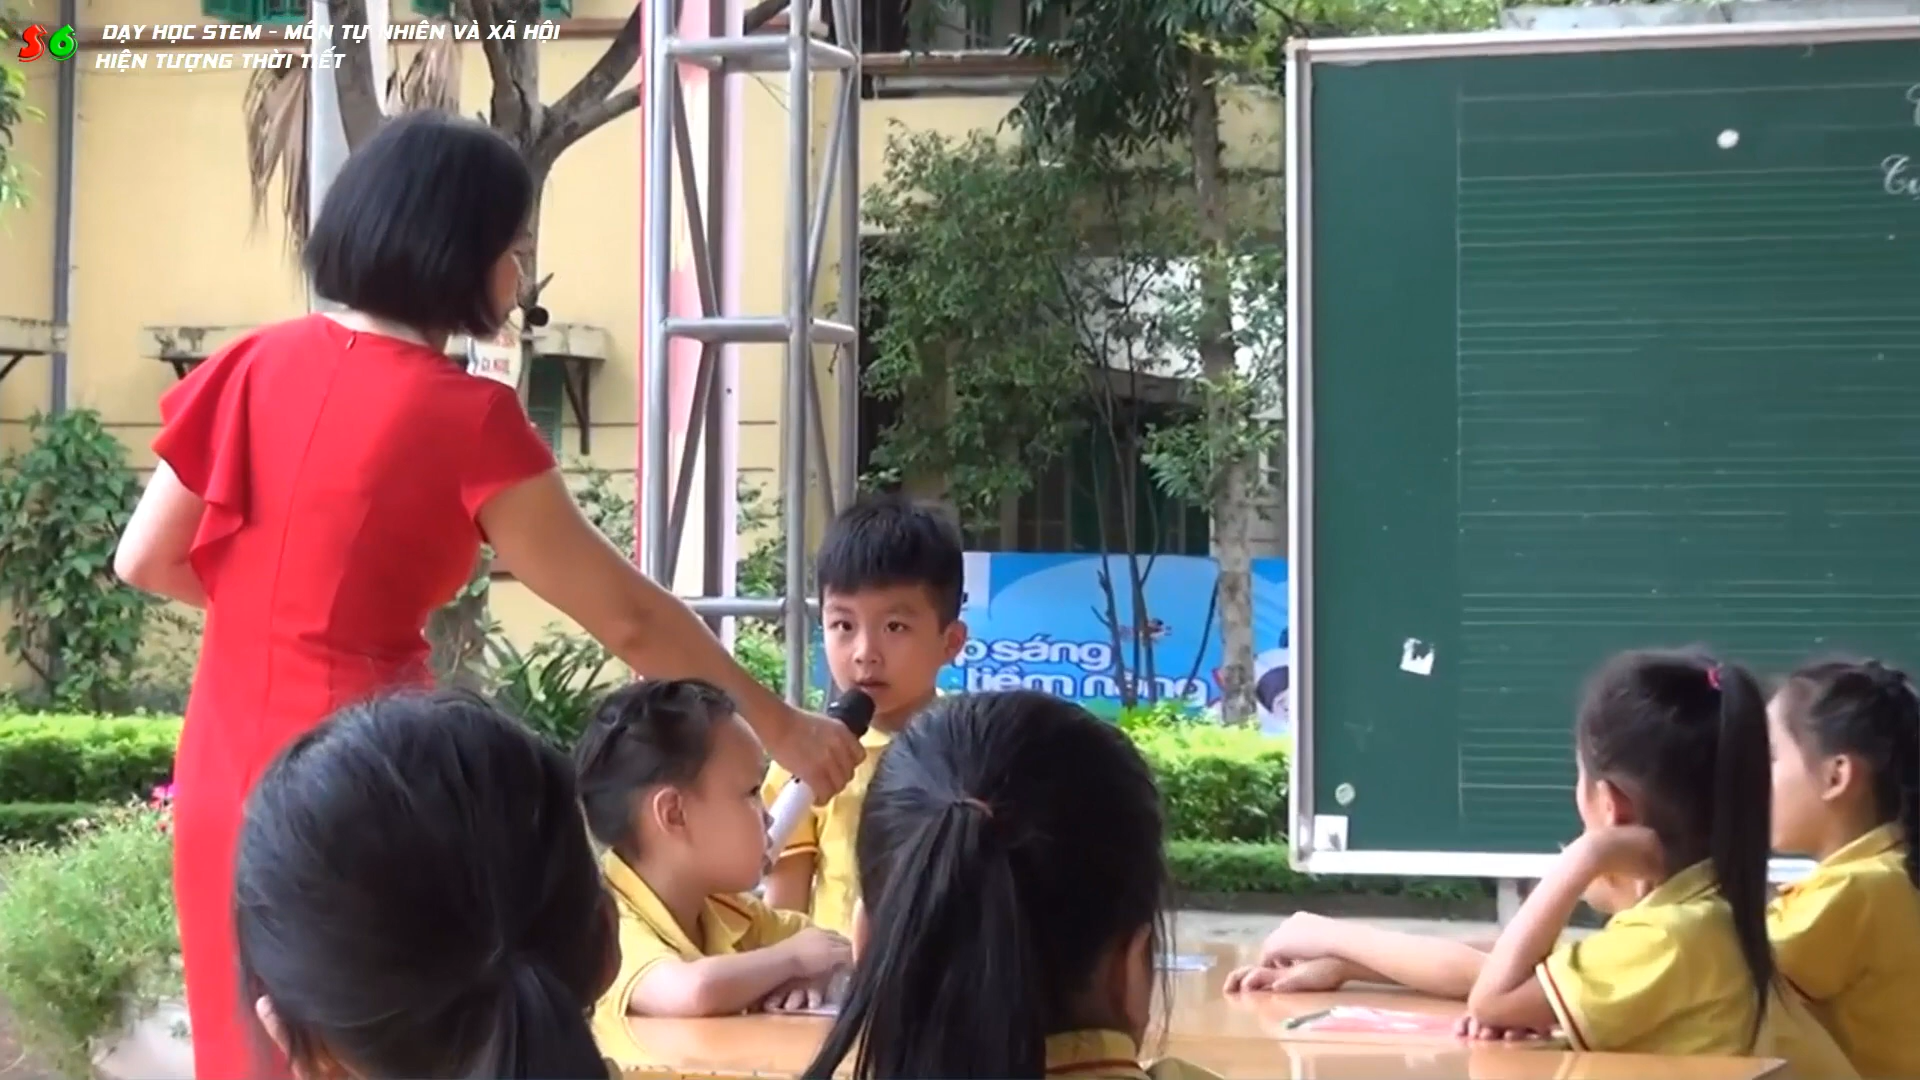 S6
DẠY HỌC STEM - MÔN TỰ NHIÊN VÀ XÃ HỘI
HIỆN TƯỢNG THỜI TIẾT
sáng
tiềm năng